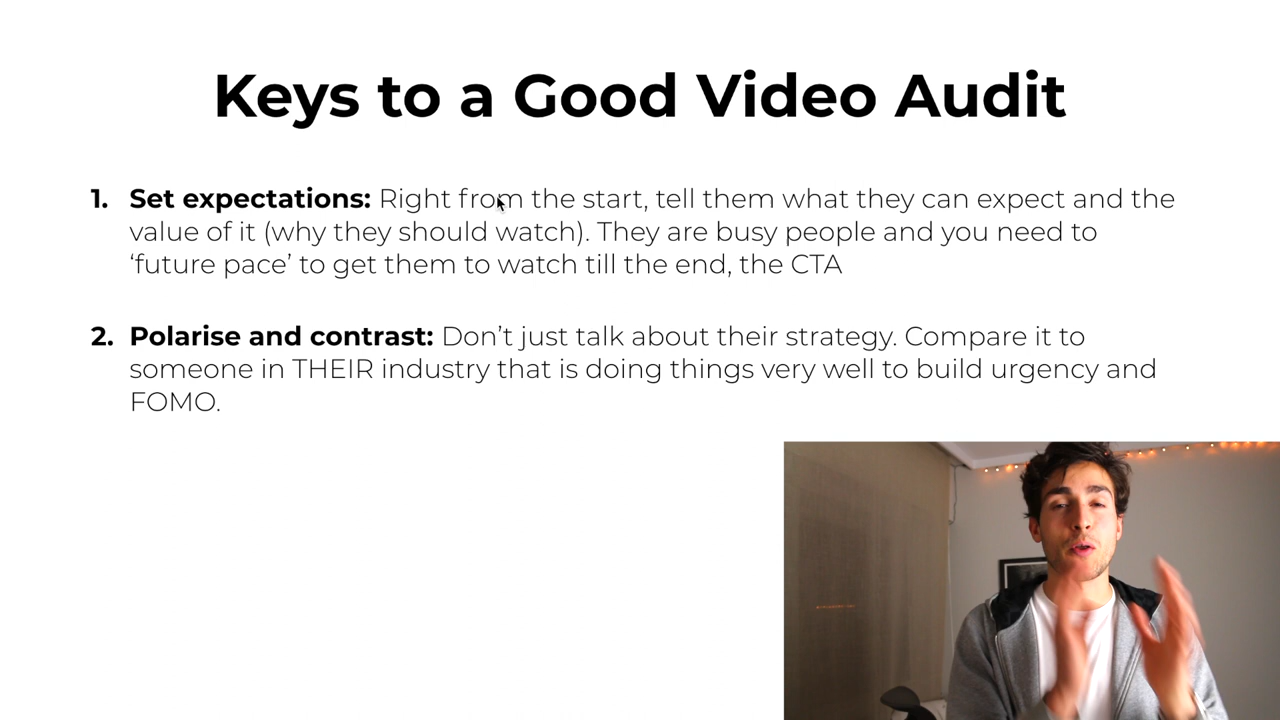 Keys to a Good Video Audit
1. Set expectations: Right from the start, tell them what they can expect and the
value of it (why they should watch). They are busy people and you need to
‘future pace’ to get them to watch till the end, the CTA
2. Polarise and contrast: Don’t just talk about their strategy. Compare it to
someone in THEIR industry that is doing things very well to build urgency and
FOMO.